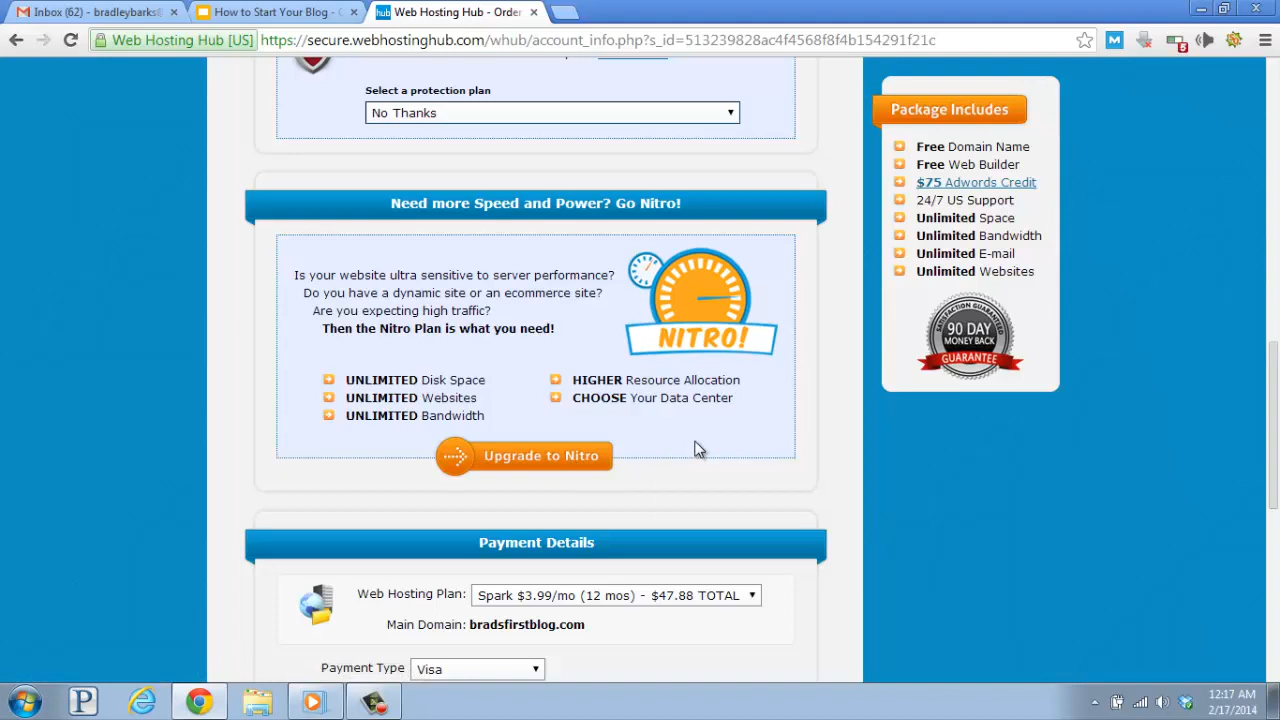 Inbox (62) - bradleybarks@
How to Start Your Blog -
Web Hosting Hub - Order
Web Hosting Hub [US]
https://secure.webhostinghub.com/whub/account_info.php?s_id=513239828ac4f4568f8f4b154291f21c
M
5
Select a protection plan
No Thanks
Need more Speed and Power? Go Nitro!
Is your website ultra sensitive to server performance?
Do you have a dynamic site or an ecommerce site?
Are you expecting high traffic?
Then the Nitro Plan is what you need!
NITRO!
UNLIMITED Disk Space
UNLIMITED Websites
UNLIMITED Bandwidth
HIGHER Resource Allocation
CHOOSE Your Data Center
Upgrade to Nitro
Payment Details
Web Hosting Plan: Spark $3.99/mo (12 mos) - $47.88 TOTAL
Main Domain: bradsfirstblog.com
Payment Type Visa
Package Includes
Free Domain Name
Free Web Builder
$75 Adwords Credit
24/7 US Support
Unlimited Space
Unlimited Bandwidth
Unlimited E-mail
Unlimited Websites
SATISFACTION GUARANTEED
90 DAY
MONEY BACK
GUARANTEE
12:17 AM
2/17/2014